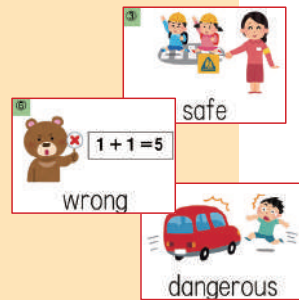 ③
safe
⑥
1+1=5
wrong
dangerous